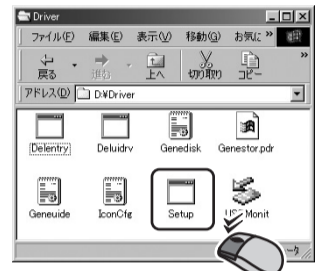 Driver
ファイル(F) 編集(E) 表示(V) 移動(G) お気に »
戻る 進む 上へ 切り取り コピー »
アドレス(D) D:¥Driver
Delentry Deluidrv Genedisk Genestor.pdr
Geneuide IconCfg Setup Monit